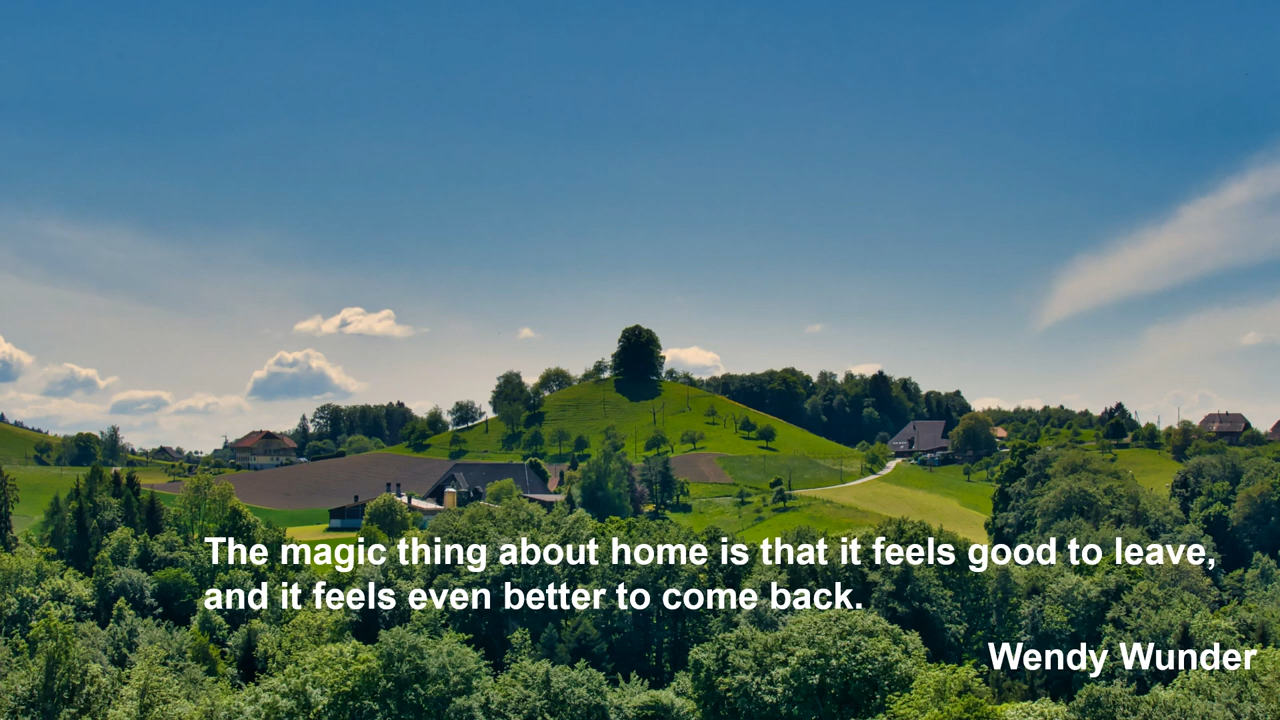 The magic thing about home is that it feels good to leave,
and it feels even better to come back.
Wendy Wunder